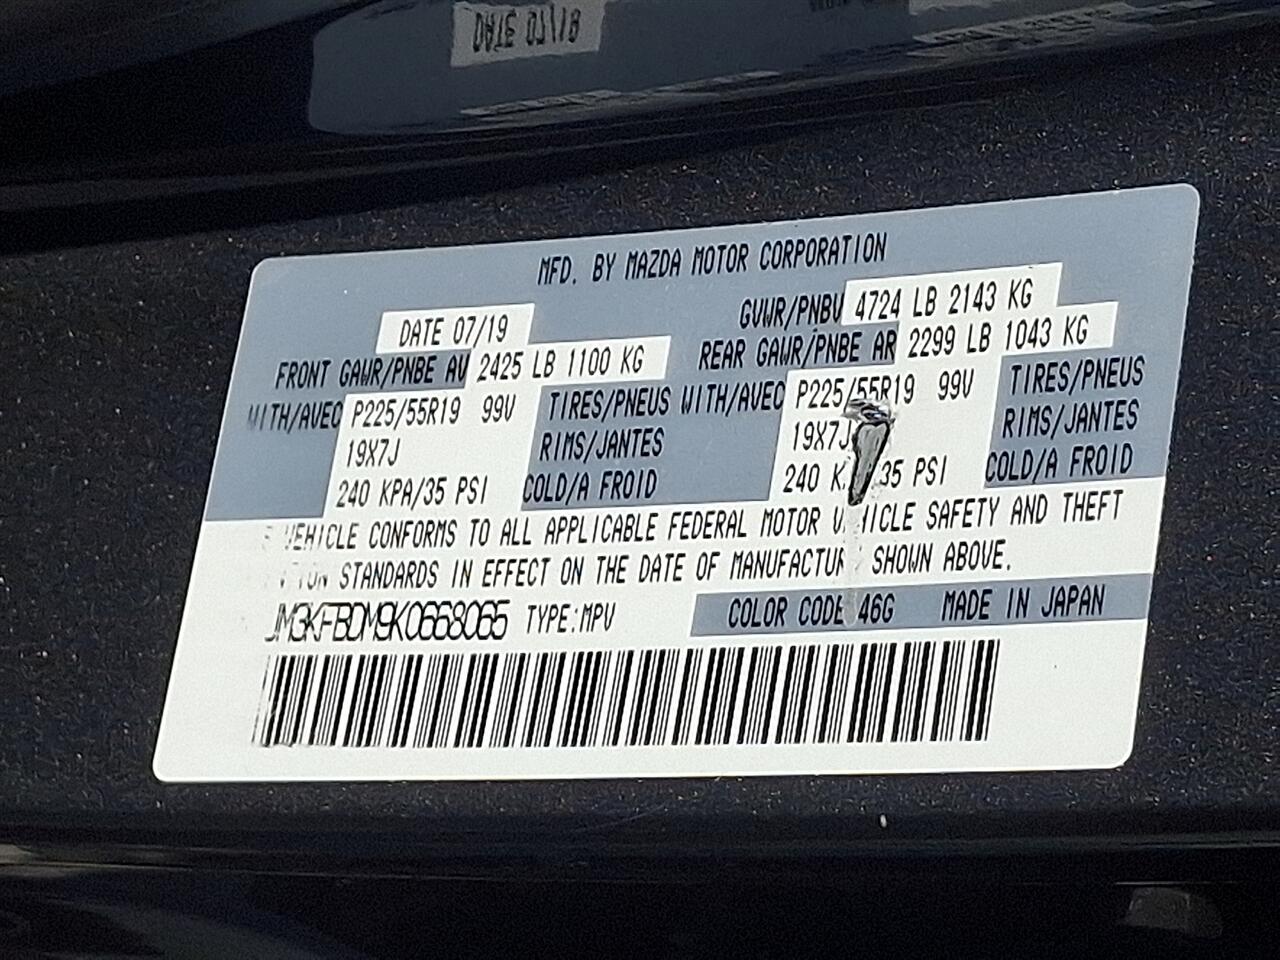 MFD. BY MAZDA MOTOR CORPORATION
DATE 07/19
GVWR/PNBV 4724 LB 2143 KG
FRONT GAWR/PNBE AV 2425 LB 1100 KG
REAR GAWR/PNBE AR 2299 LB 1043 KG
WITH/AVEC P225/55R19 99V TIRES/PNEUS
19X7J RIMS/JANTES
240 KPA/35 PSI COLD/A FROID
WITH/AVEC P225/55R19 99V TIRES/PNEUS
19X7J RIMS/JANTES
240 35 PSI COLD/A FROID
VEHICLE CONFORMS TO ALL APPLICABLE FEDERAL MOTOR VEHICLE SAFETY AND THEFT
STANDARDS IN EFFECT ON THE DATE OF SHOWN ABOVE.
JM3KFBDM9K0668065 TYPE:MPV
COLOR CODE 46G MADE IN JAPAN